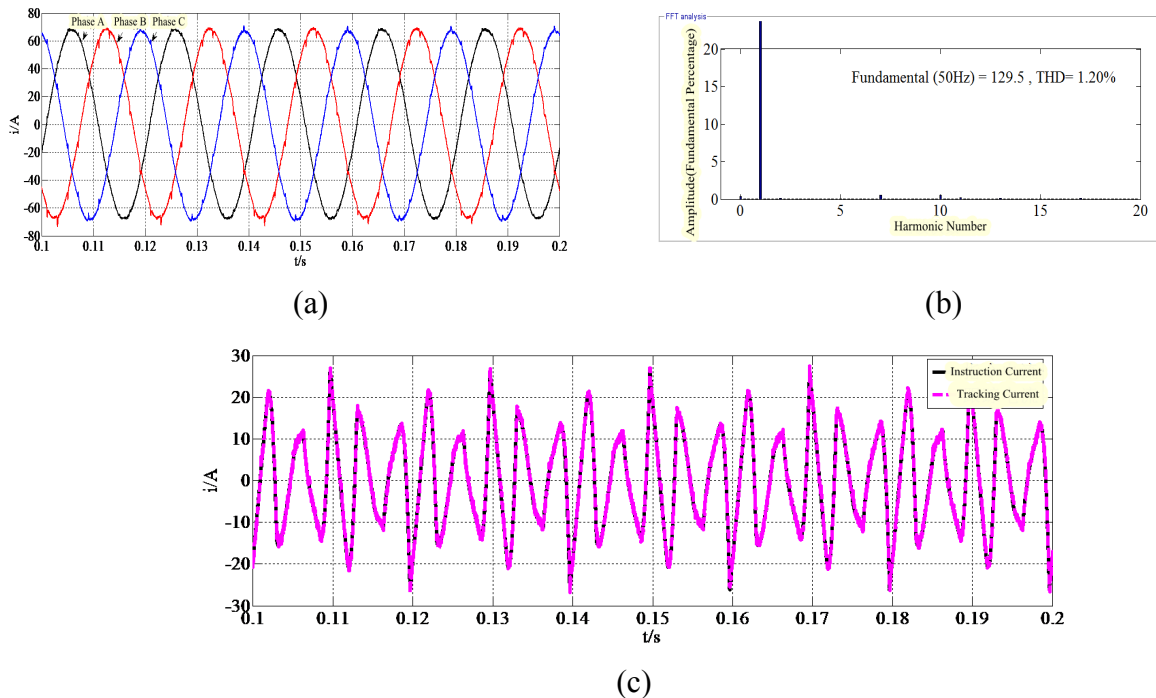 80
60
40
20
0
-20
-40
-60
-80
i/A
Phase A
Phase B
Phase C
0.1 0.11 0.12 0.13 0.14 0.15 0.16 0.17 0.18 0.19 0.2
t/s
(a)
FFT analysis
Amplitude(Fundamental Percentage)
20
15
10
5
0
Fundamental (50Hz) = 129.5 , THD= 1.20%
0 5 10 15 20
Harmonic Number
(b)
30
20
10
0
-10
-20
-30
i/A
Instruction Current
Tracking Current
0.1 0.11 0.12 0.13 0.14 0.15 0.16 0.17 0.18 0.19 0.2
t/s
(c)